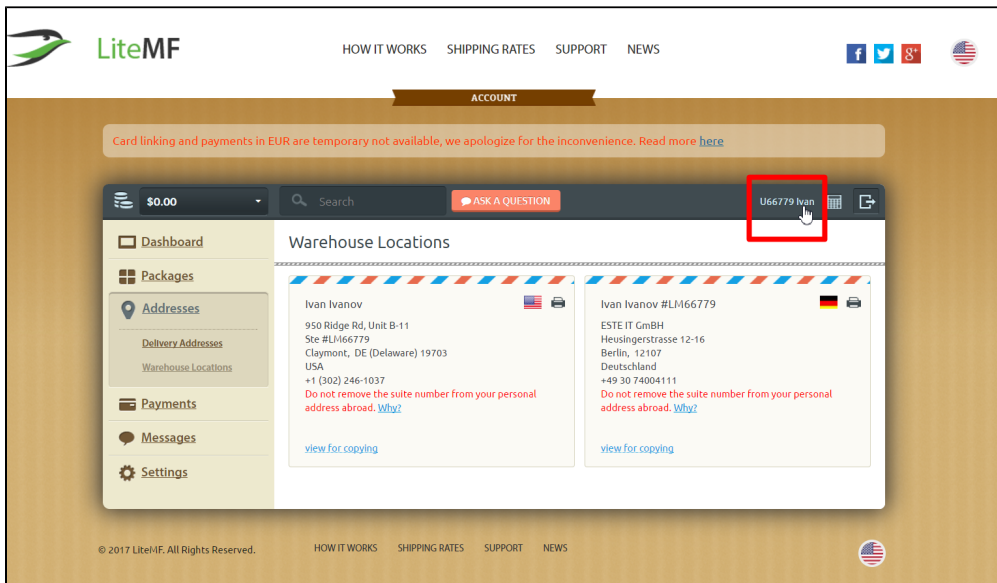 LiteMF
HOW IT WORKS SHIPPING RATES SUPPORT NEWS
f 8+
ACCOUNT
Card linking and payments in EUR are temporary not available, we apologize for the inconvenience. Read more here
$0.00
Search
ASK A QUESTION
U66779 Ivan
Dashboard
Packages
Addresses
Delivery Addresses
Warehouse Locations
Payments
Messages
Settings
Warehouse Locations
Ivan Ivanov
950 Ridge Rd, Unit B-11
Ste #LM66779
Claymont, DE (Delaware) 19703
USA
+1 (302) 246-1037
Do not remove the suite number from your personal
address abroad. Why?
view for copying
Ivan Ivanov #LM66779
ESTE IT GmBH
Heusingerstrasse 12-16
Berlin, 12107
Deutschland
+49 30 74004111
Do not remove the suite number from your personal
address abroad. Why?
view for copying
© 2017 LiteMF. All Rights Reserved.
HOW IT WORKS SHIPPING RATES SUPPORT NEWS